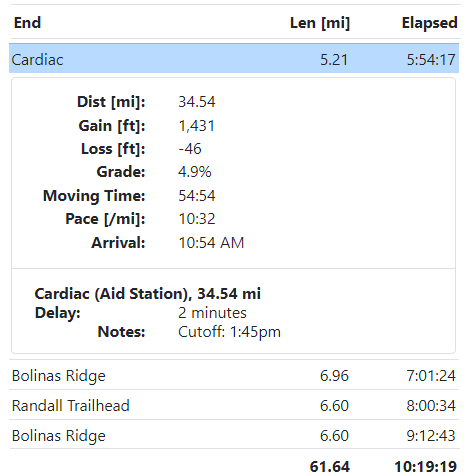 End Len [mi] Elapsed
Cardiac 5.21 5:54:17
Dist [mi]: 34.54
Gain [ft]: 1,431
Loss [ft]: -46
Grade: 4.9%
Moving Time: 54:54
Pace [/mi]: 10:32
Arrival: 10:54 AM
Cardiac (Aid Station), 34.54 mi
Delay: 2 minutes
Notes: Cutoff: 1:45pm
Bolinas Ridge 6.96 7:01:24
Randall Trailhead 6.60 8:00:34
Bolinas Ridge 6.60 9:12:43
61.64 10:19:19